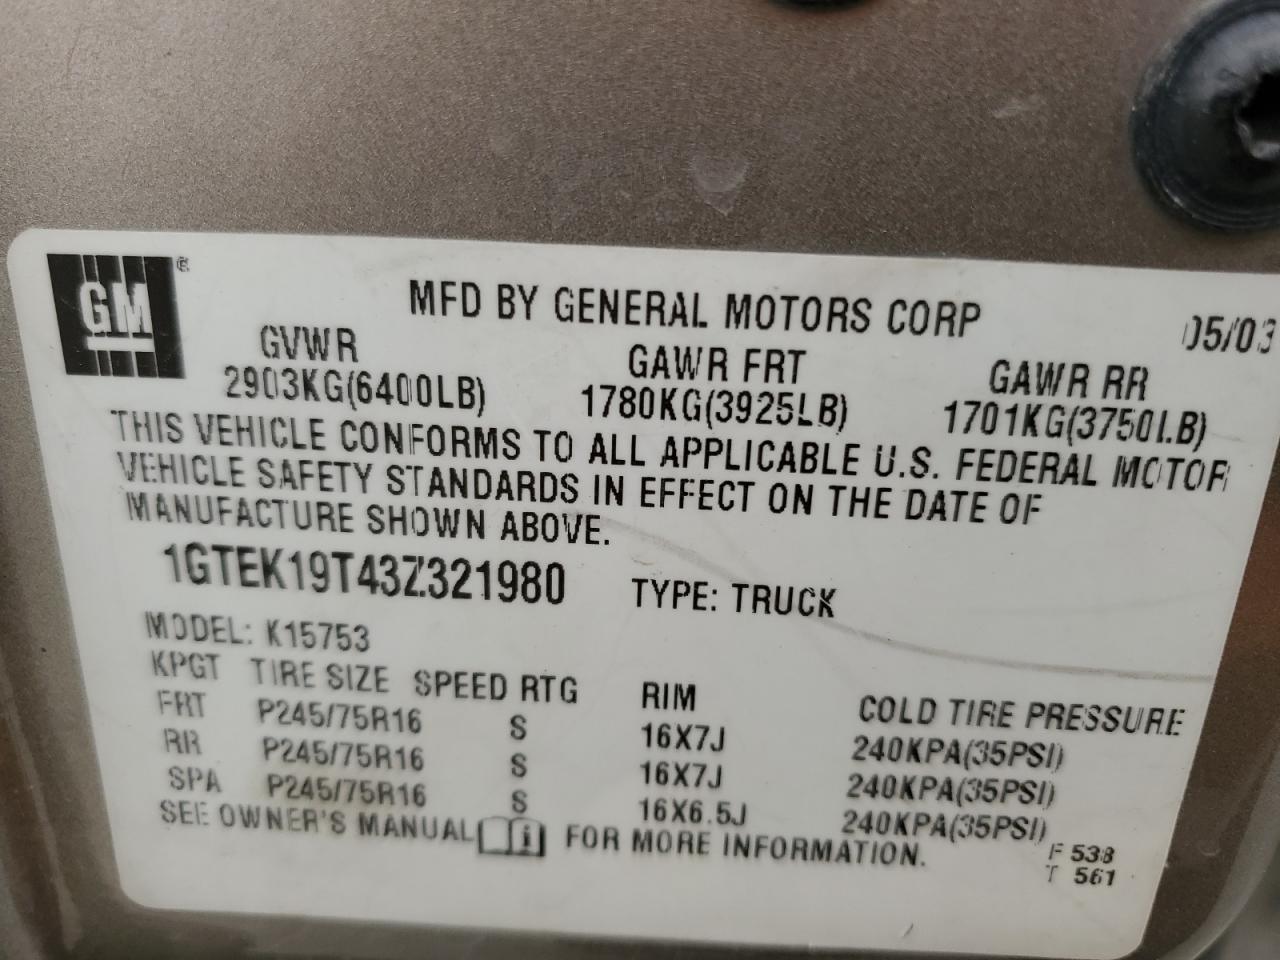 GM ®
MFD BY GENERAL MOTORS CORP 05/03
GVWR GAWR FRT GAWR RR
2903KG(6400LB) 1780KG(3925LB) 1701KG(3750LB)
THIS VEHICLE CONFORMS TO ALL APPLICABLE U.S. FEDERAL MOTOR
VEHICLE SAFETY STANDARDS IN EFFECT ON THE DATE OF
MANUFACTURE SHOWN ABOVE.
1GTEK19T43Z321980 TYPE: TRUCK
MODEL: K15753
KPGT TIRE SIZE SPEED RTG RIM COLD TIRE PRESSURE
FRT P245/75R16 S 16X7J 240KPA(35PSI)
RR P245/75R16 S 16X7J 240KPA(35PSI)
SPA P245/75R16 S 16X6.5J 240KPA(35PSI)
SEE OWNER'S MANUAL i FOR MORE INFORMATION.
F 538
T 561